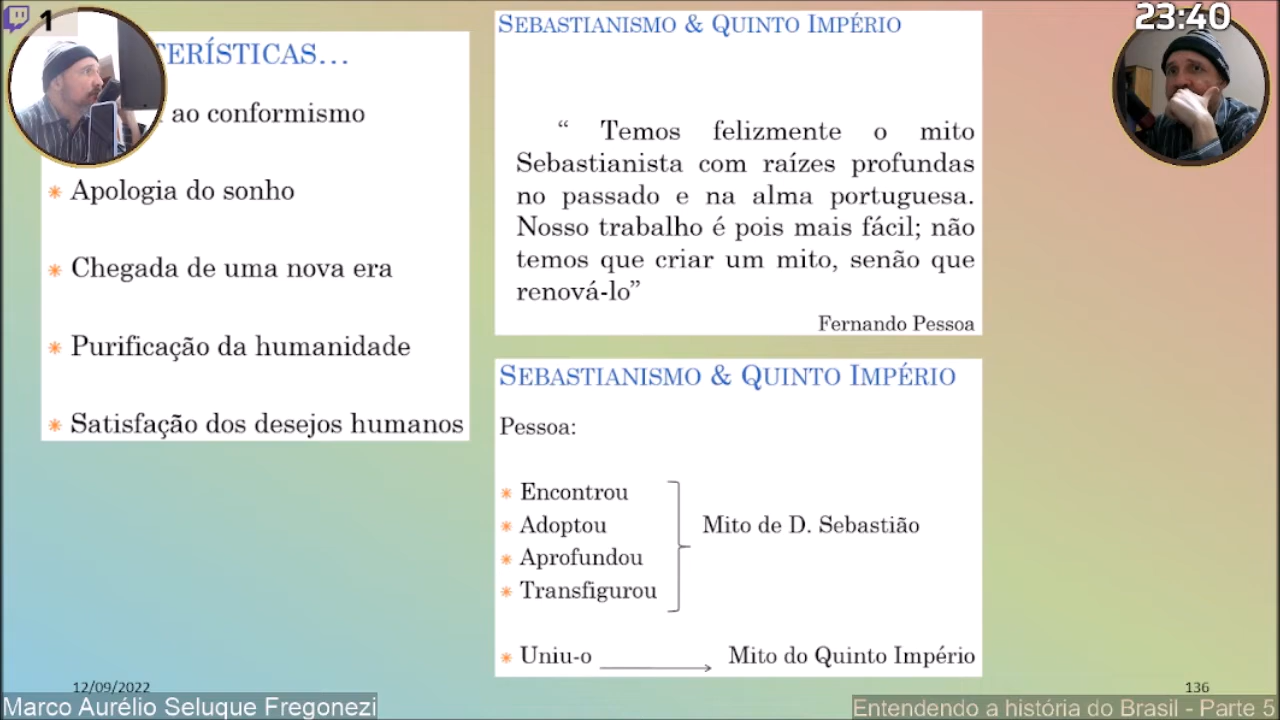 1
23:40
TERÍSTICAS…
ao conformismo
Apologia do sonho
Chegada de uma nova era
Purificação da humanidade
Satisfação dos desejos humanos
SEBASTIANISMO & QUINTO IMPÉRIO
“ Temos felizmente o mito
Sebastianista com raízes profundas
no passado e na alma portuguesa.
Nosso trabalho é pois mais fácil; não
temos que criar um mito, senão que
renová-lo”
Fernando Pessoa
SEBASTIANISMO & QUINTO IMPÉRIO
Pessoa:
Encontrou
Adoptou
Aprofundou
Transfigurou
Mito de D. Sebastião
Uniu-o
Mito do Quinto Império
12/09/2022
136
Marco Aurélio Seluque Fregonezi
Entendendo a história do Brasil - Parte 5